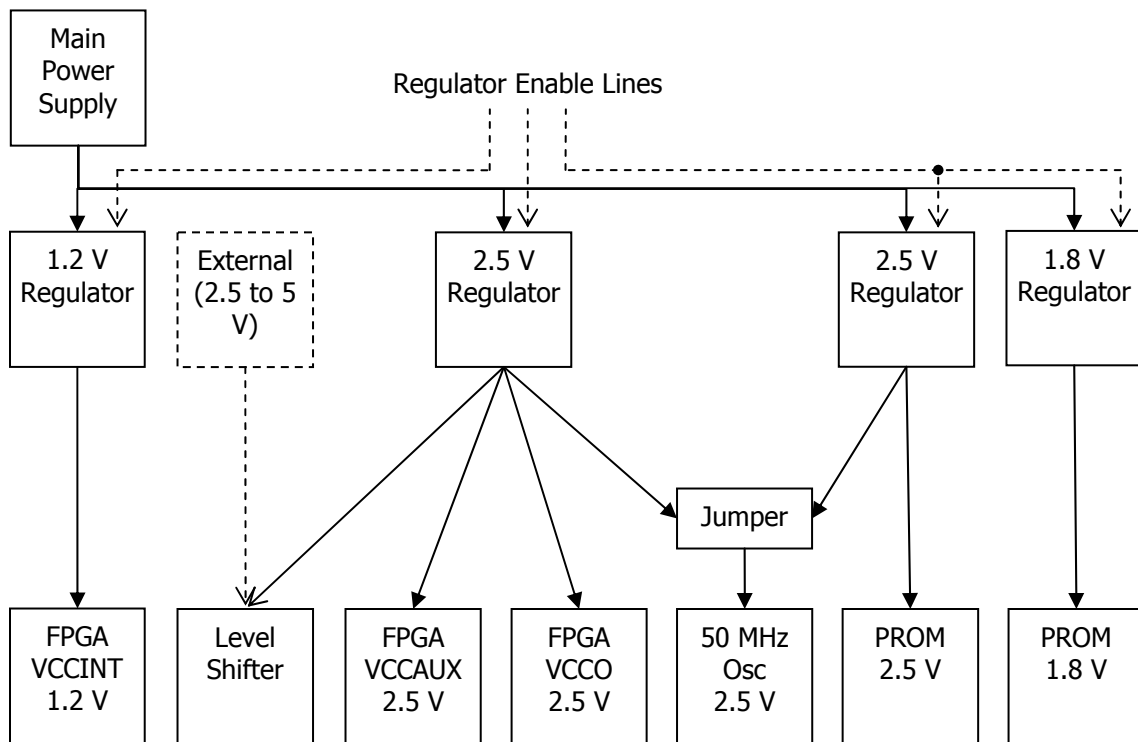 Main
Power
Supply
Regulator Enable Lines
1.2 V
Regulator
External
(2.5 to 5
V)
2.5 V
Regulator
2.5 V
Regulator
1.8 V
Regulator
Jumper
FPGA
VCCINT
1.2 V
Level
Shifter
FPGA
VCCAUX
2.5 V
FPGA
VCCO
2.5 V
50 MHz
Osc
2.5 V
PROM
2.5 V
PROM
1.8 V